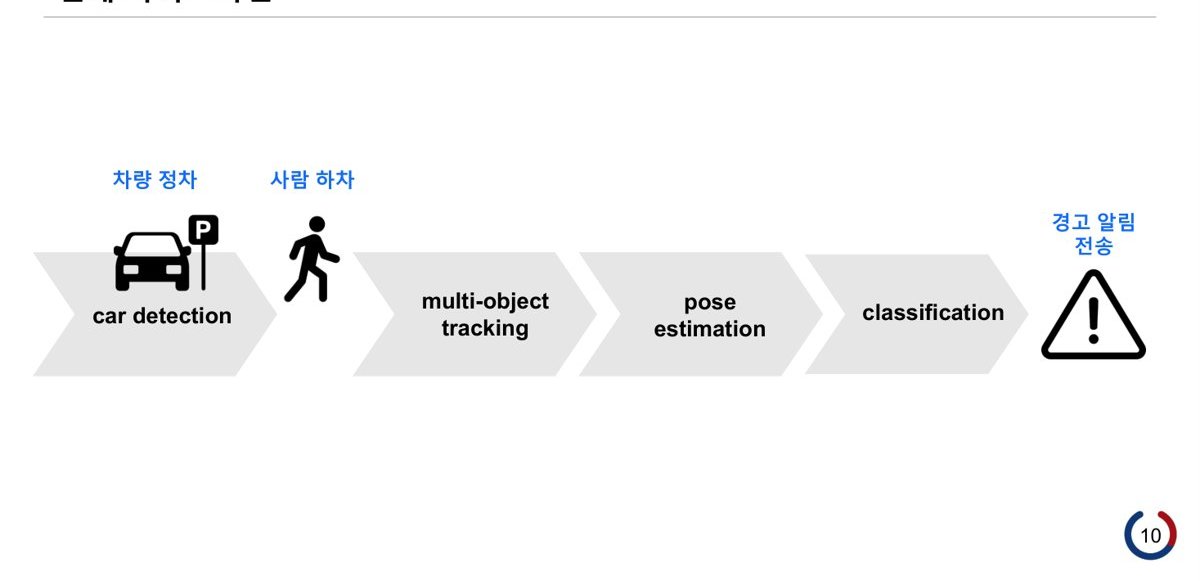 차량 정차
사람 하차
경고 알림
전송
P
car detection
multi-object
tracking
pose
estimation
classification
10